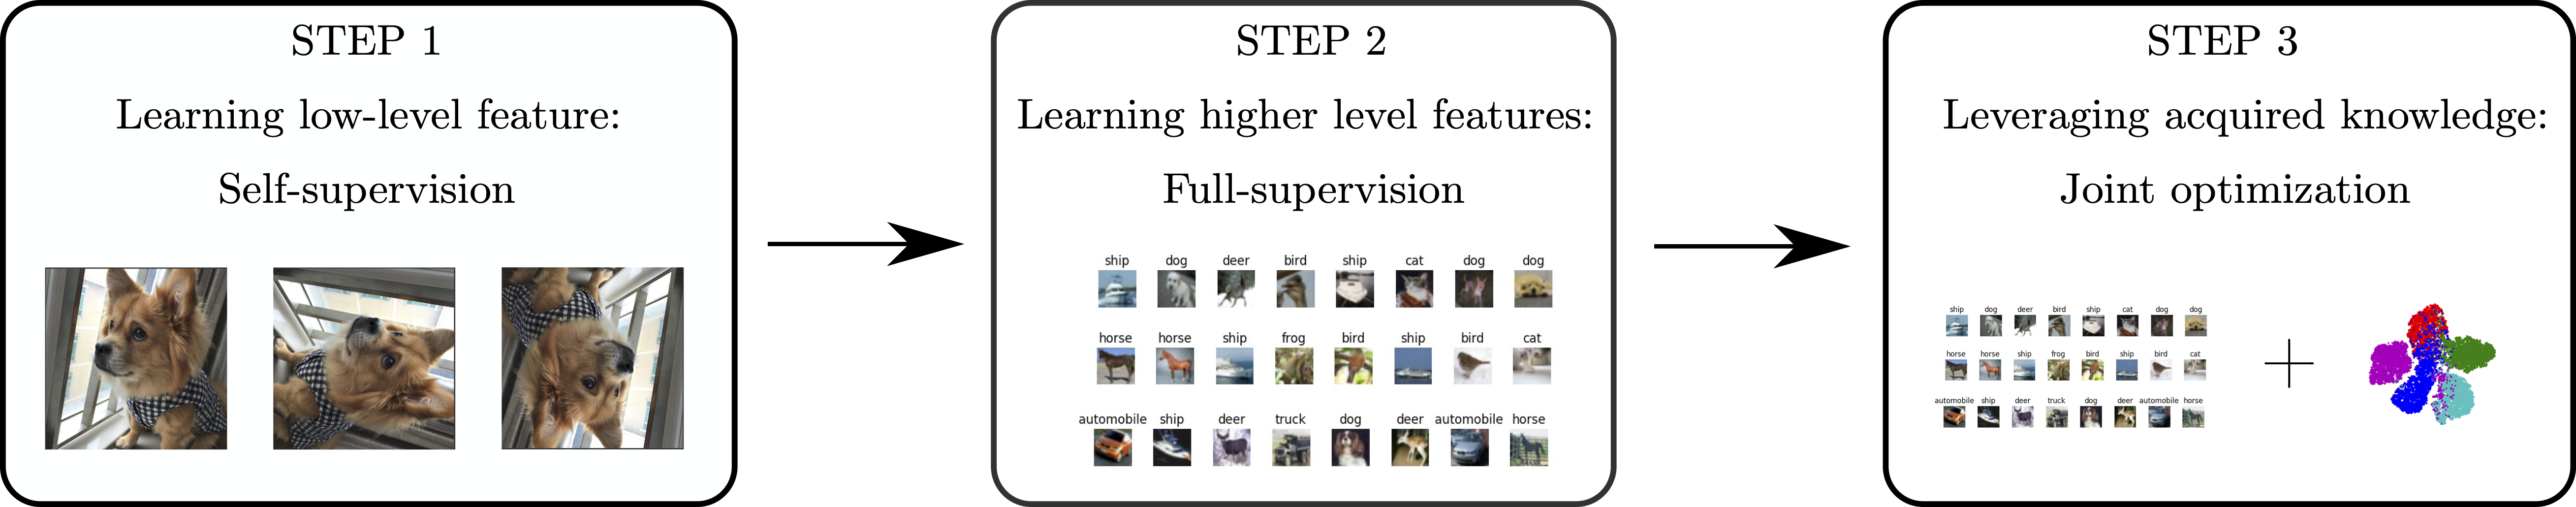 STEP 1
Learning low-level feature:
Self-supervision
STEP 2
Learning higher level features:
Full-supervision
ship dog deer bird ship cat dog dog
horse horse ship frog bird ship bird cat
automobile ship deer truck dog deer automobile horse
STEP 3
Leveraging acquired knowledge:
Joint optimization
ship dog deer bird ship cat dog dog
horse horse ship frog bird ship bird cat
automobile ship deer truck dog deer automobile horse